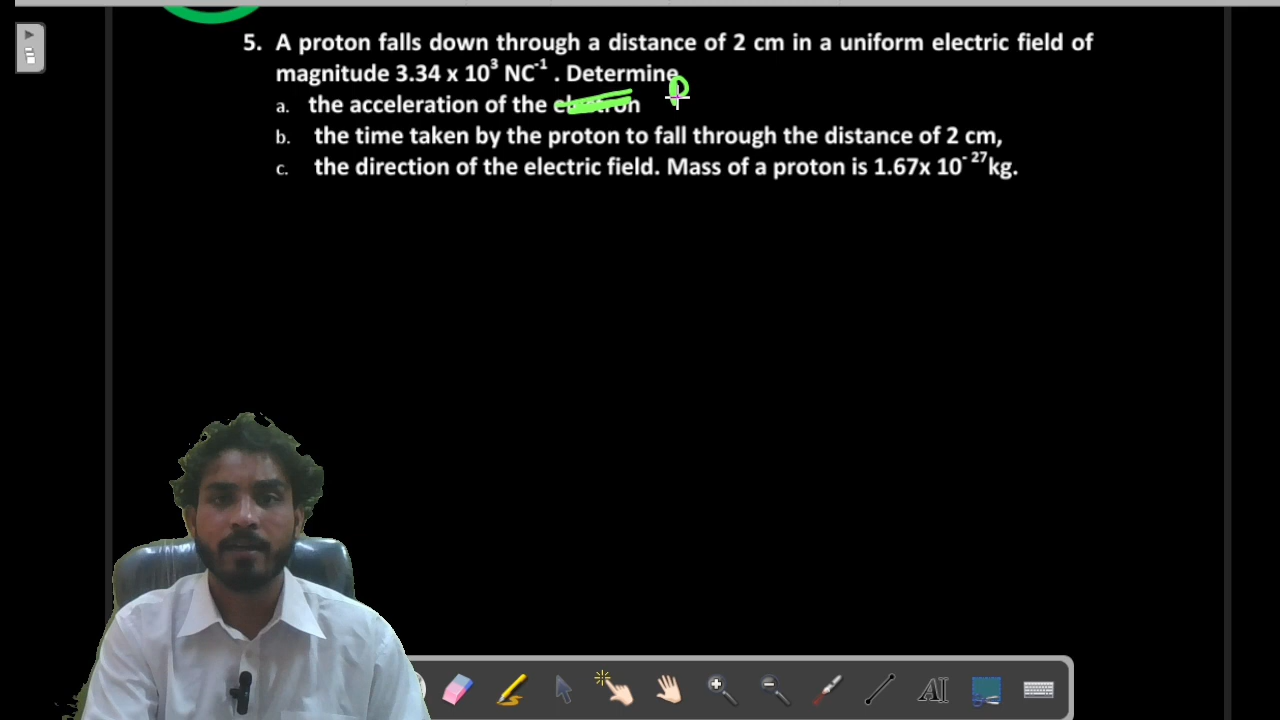 5. A proton falls down through a distance of 2 cm in a uniform electric field of
magnitude 3.34 x 10³ NC⁻¹ . Determine
a. the acceleration of the electron p
b. the time taken by the proton to fall through the distance of 2 cm,
c. the direction of the electric field. Mass of a proton is 1.67x 10⁻ ²⁷kg.
AI